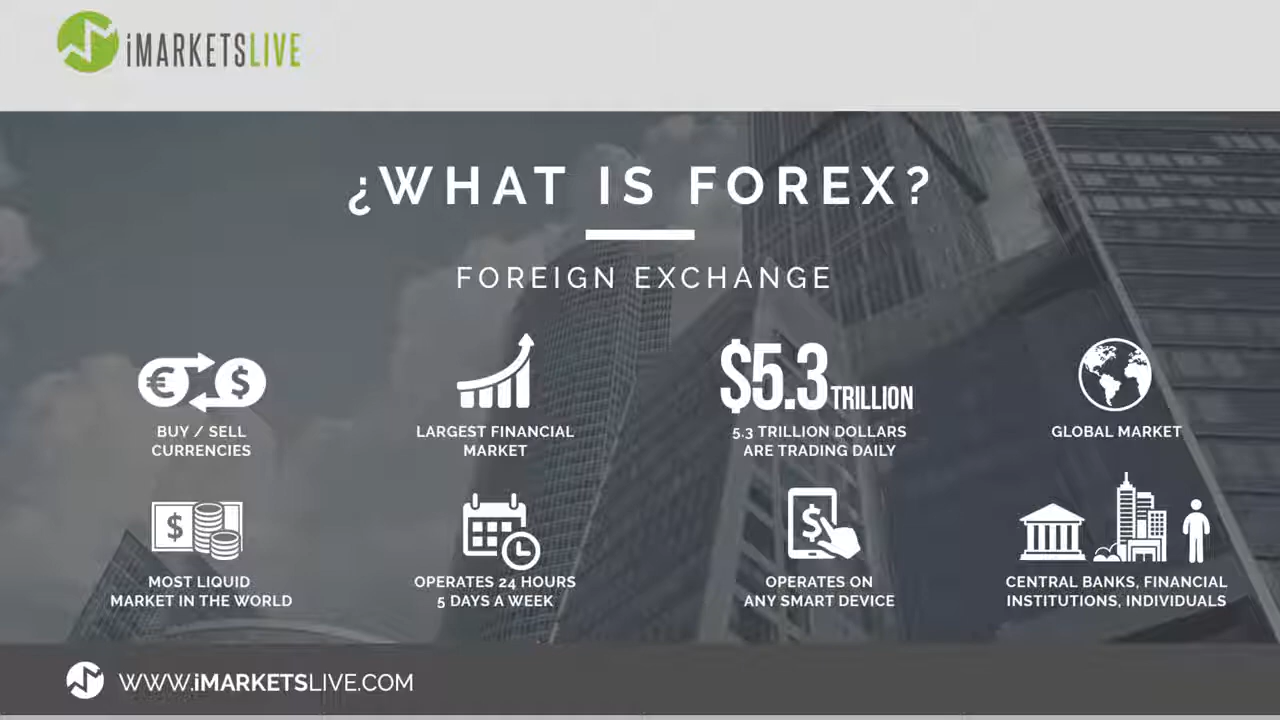 iMARKETSLIVE
¿WHAT IS FOREX?
FOREIGN EXCHANGE
€ $
BUY / SELL
CURRENCIES
LARGEST FINANCIAL
MARKET
$5.3 TRILLION
5.3 TRILLION DOLLARS
ARE TRADING DAILY
GLOBAL MARKET
$
MOST LIQUID
MARKET IN THE WORLD
OPERATES 24 HOURS
5 DAYS A WEEK
$
OPERATES ON
ANY SMART DEVICE
CENTRAL BANKS, FINANCIAL
INSTITUTIONS, INDIVIDUALS
WWW.iMARKETSLIVE.COM